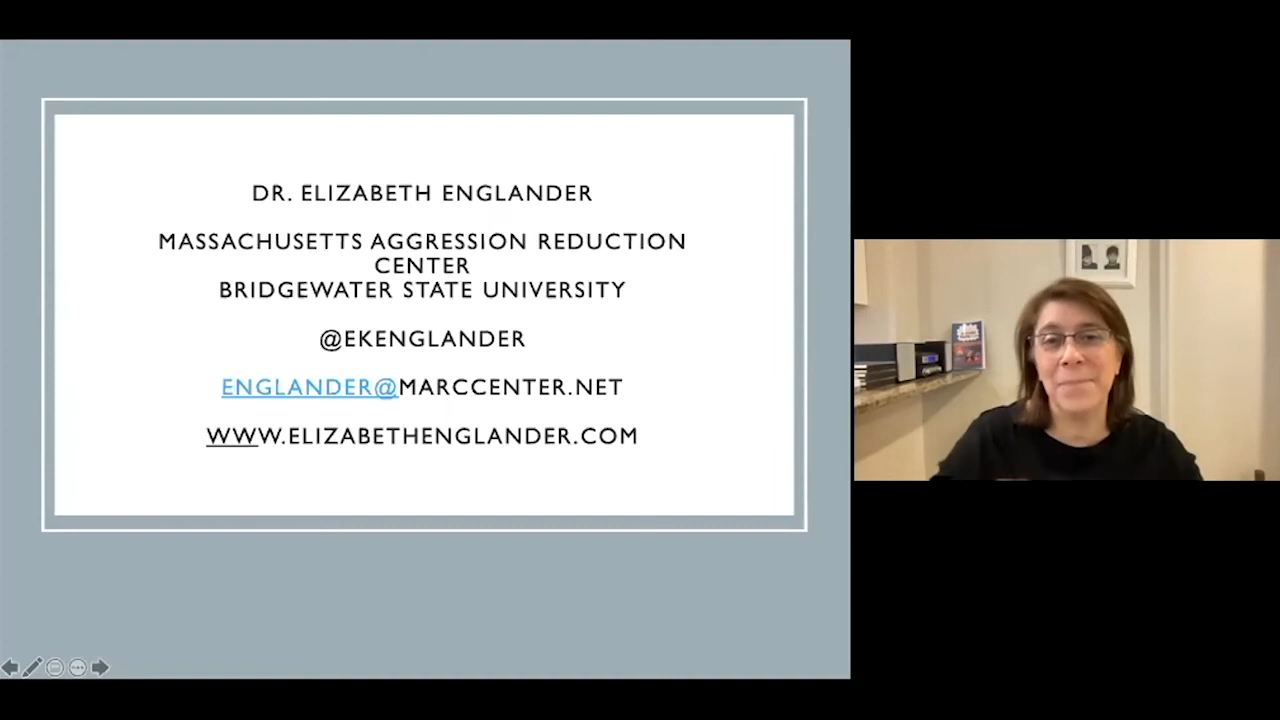 DR. ELIZABETH ENGLANDER
MASSACHUSETTS AGGRESSION REDUCTION
CENTER
BRIDGEWATER STATE UNIVERSITY
@EKENGLANDER
ENGLANDER@MARCCENTER.NET
WWW.ELIZABETHENGLANDER.COM